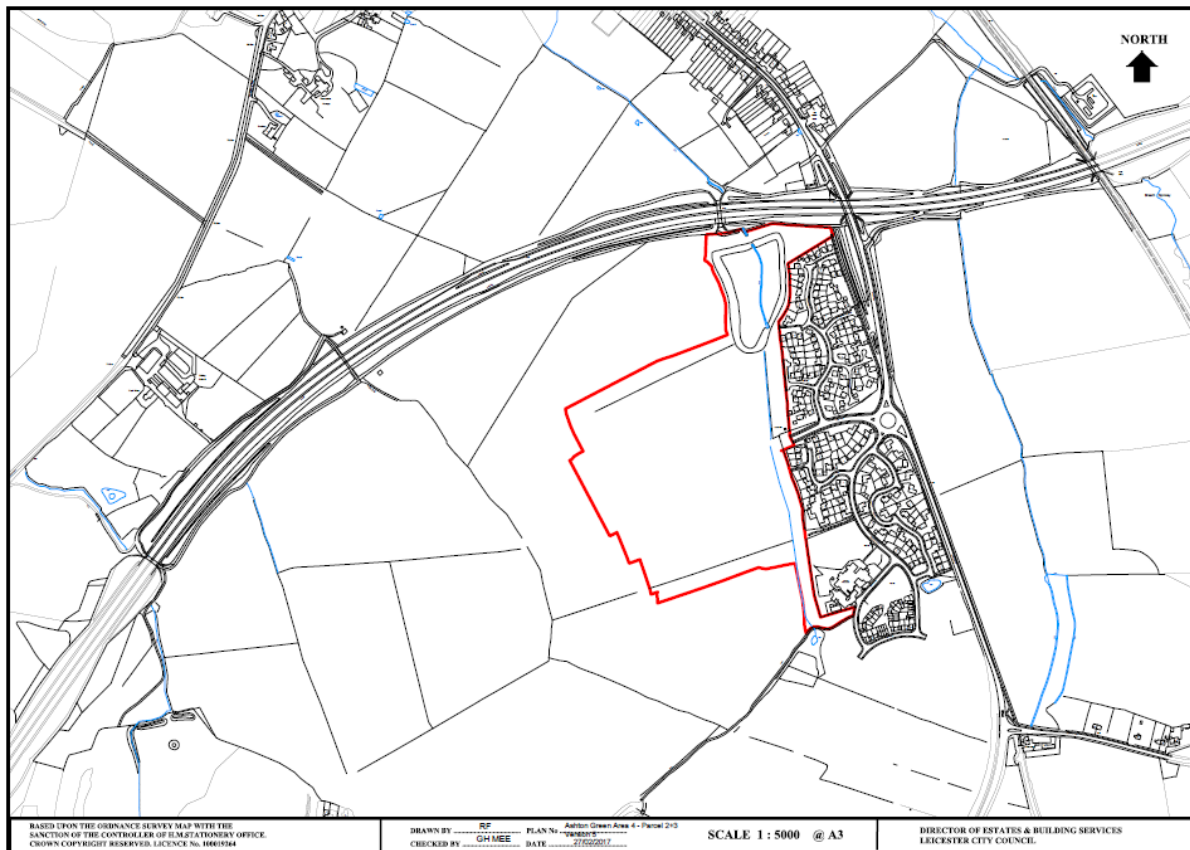 NORTH
BASED UPON THE ORDNANCE SURVEY MAP WITH THE
SANCTION OF THE CONTROLLER OF H.M.STATIONERY OFFICE.
CROWN COPYRIGHT RESERVED. LICENCE No. 100019264
DRAWN BY RF
CHECKED BY GH MEE
PLAN No Ashton Green Area 4 - Parcel 2+3
Version 5
DATE 27/02/2017
SCALE 1 : 5000 @ A3
DIRECTOR OF ESTATES & BUILDING SERVICES
LEICESTER CITY COUNCIL